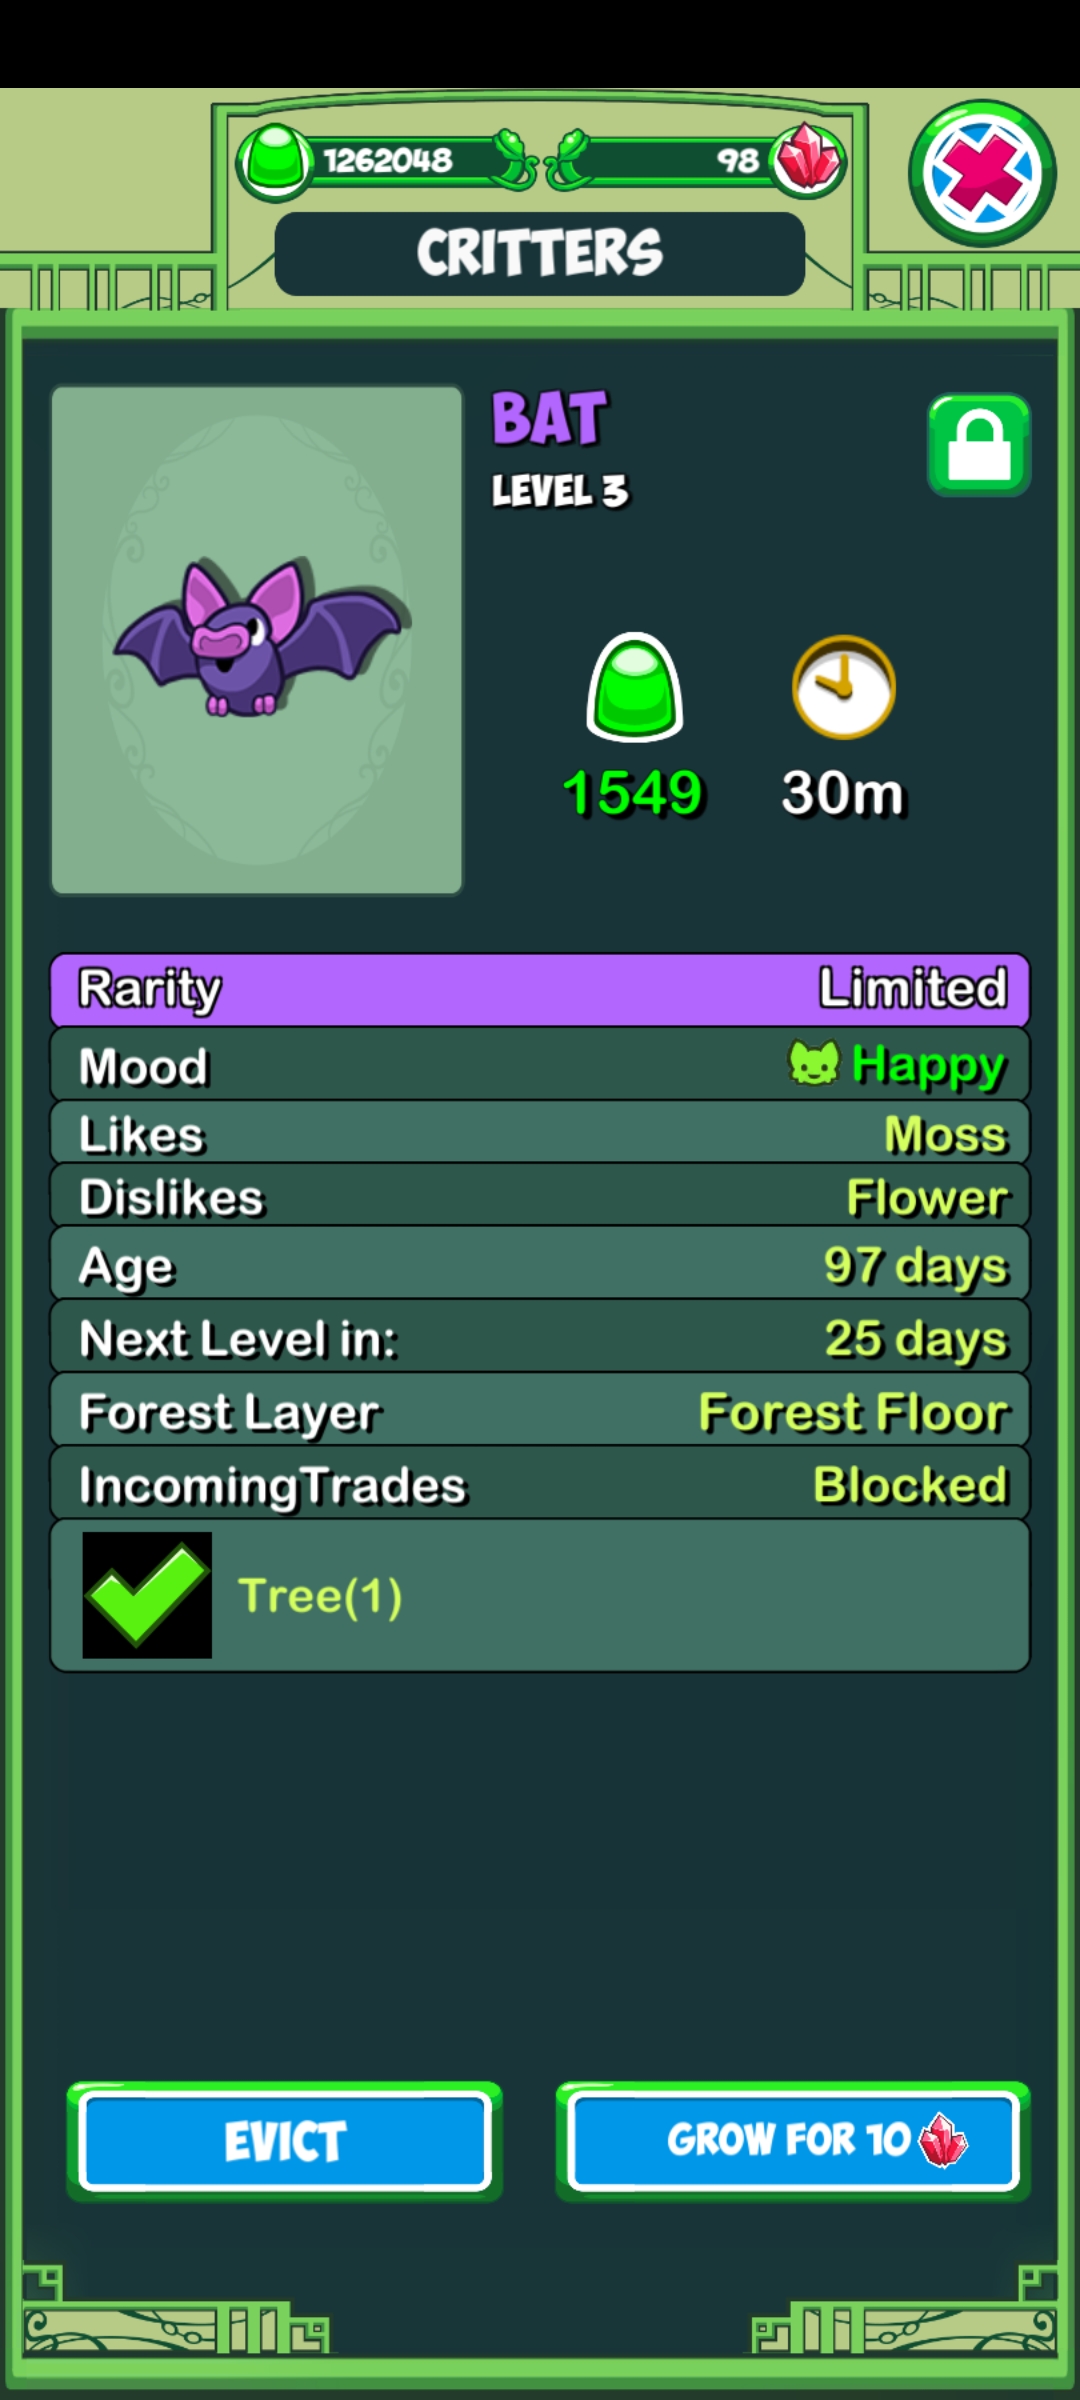 1262048 98
CRITTERS
BAT
LEVEL 3
1549 30m
Rarity Limited
Mood Happy
Likes Moss
Dislikes Flower
Age 97 days
Next Level in: 25 days
Forest Layer Forest Floor
IncomingTrades Blocked
Tree(1)
EVICT GROW FOR 10